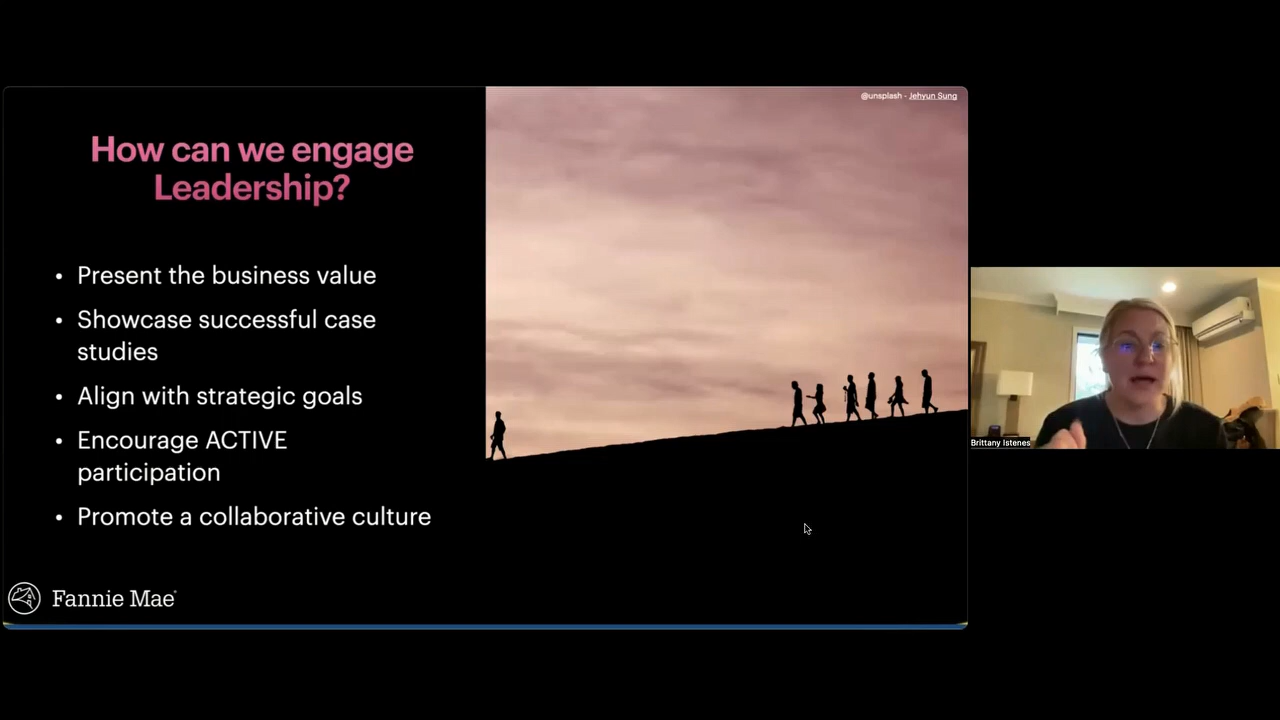 @unsplash - Jehyun Sung
How can we engage
Leadership?
• Present the business value
• Showcase successful case
studies
• Align with strategic goals
• Encourage ACTIVE
participation
• Promote a collaborative culture
Fannie Mae®
Brittany Istenes